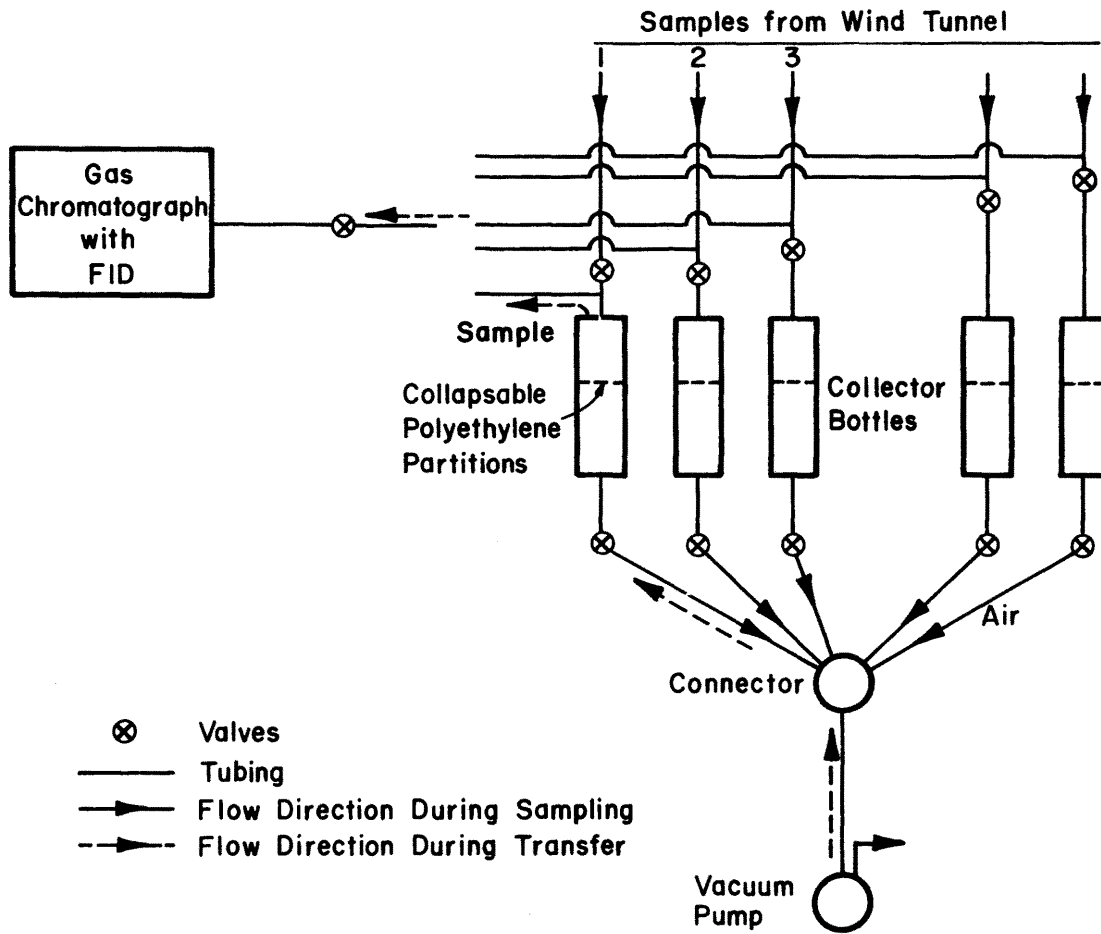 Samples from Wind Tunnel
1 2 3
Gas
Chromatograph
with
FID
Sample
Collapsable
Polyethylene
Partitions
Collector
Bottles
Air
Connector
Valves
Tubing
Flow Direction During Sampling
Flow Direction During Transfer
Vacuum
Pump